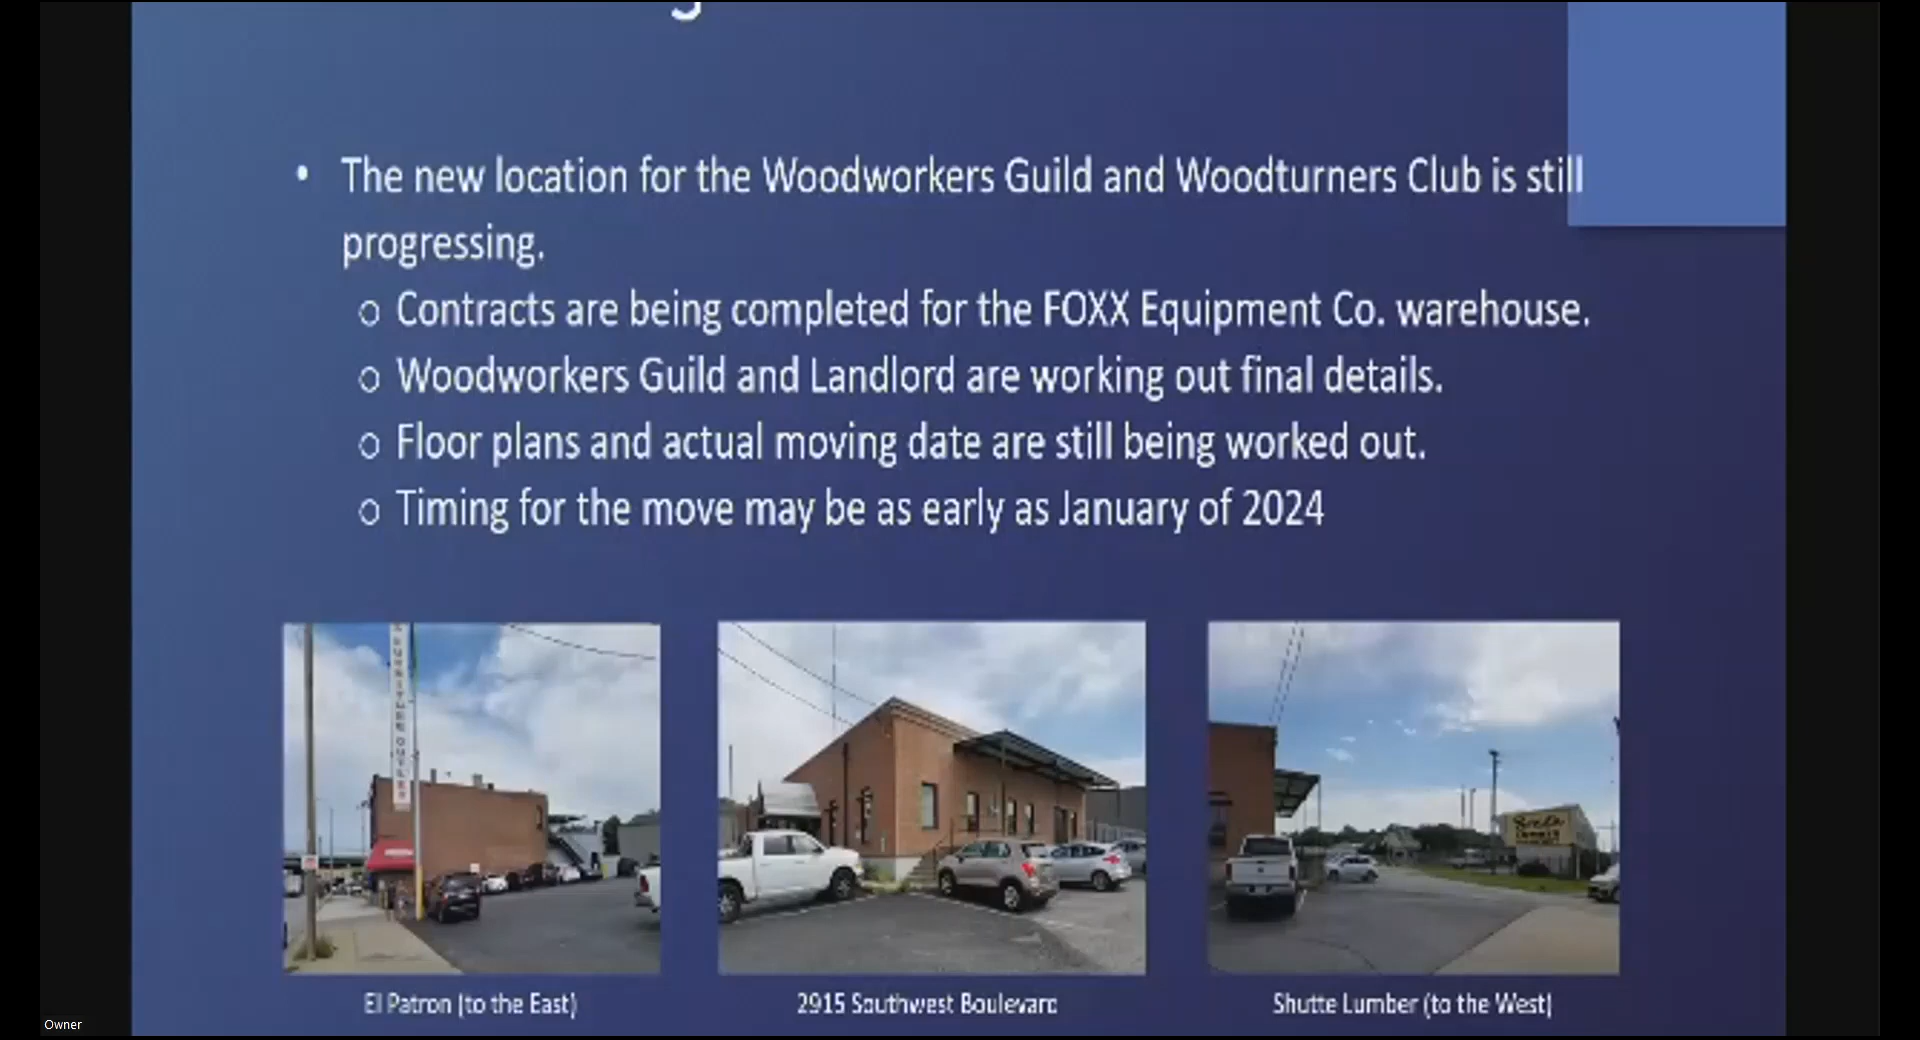 • The new location for the Woodworkers Guild and Woodturners Club is still
progressing.
o Contracts are being completed for the FOXX Equipment Co. warehouse.
o Woodworkers Guild and Landlord are working out final details.
o Floor plans and actual moving date are still being worked out.
o Timing for the move may be as early as January of 2024
FURNITURE OUTLET
El Patron (to the East)
2915 Southwest Boulevard
Shutte Lumber (to the West)
Owner